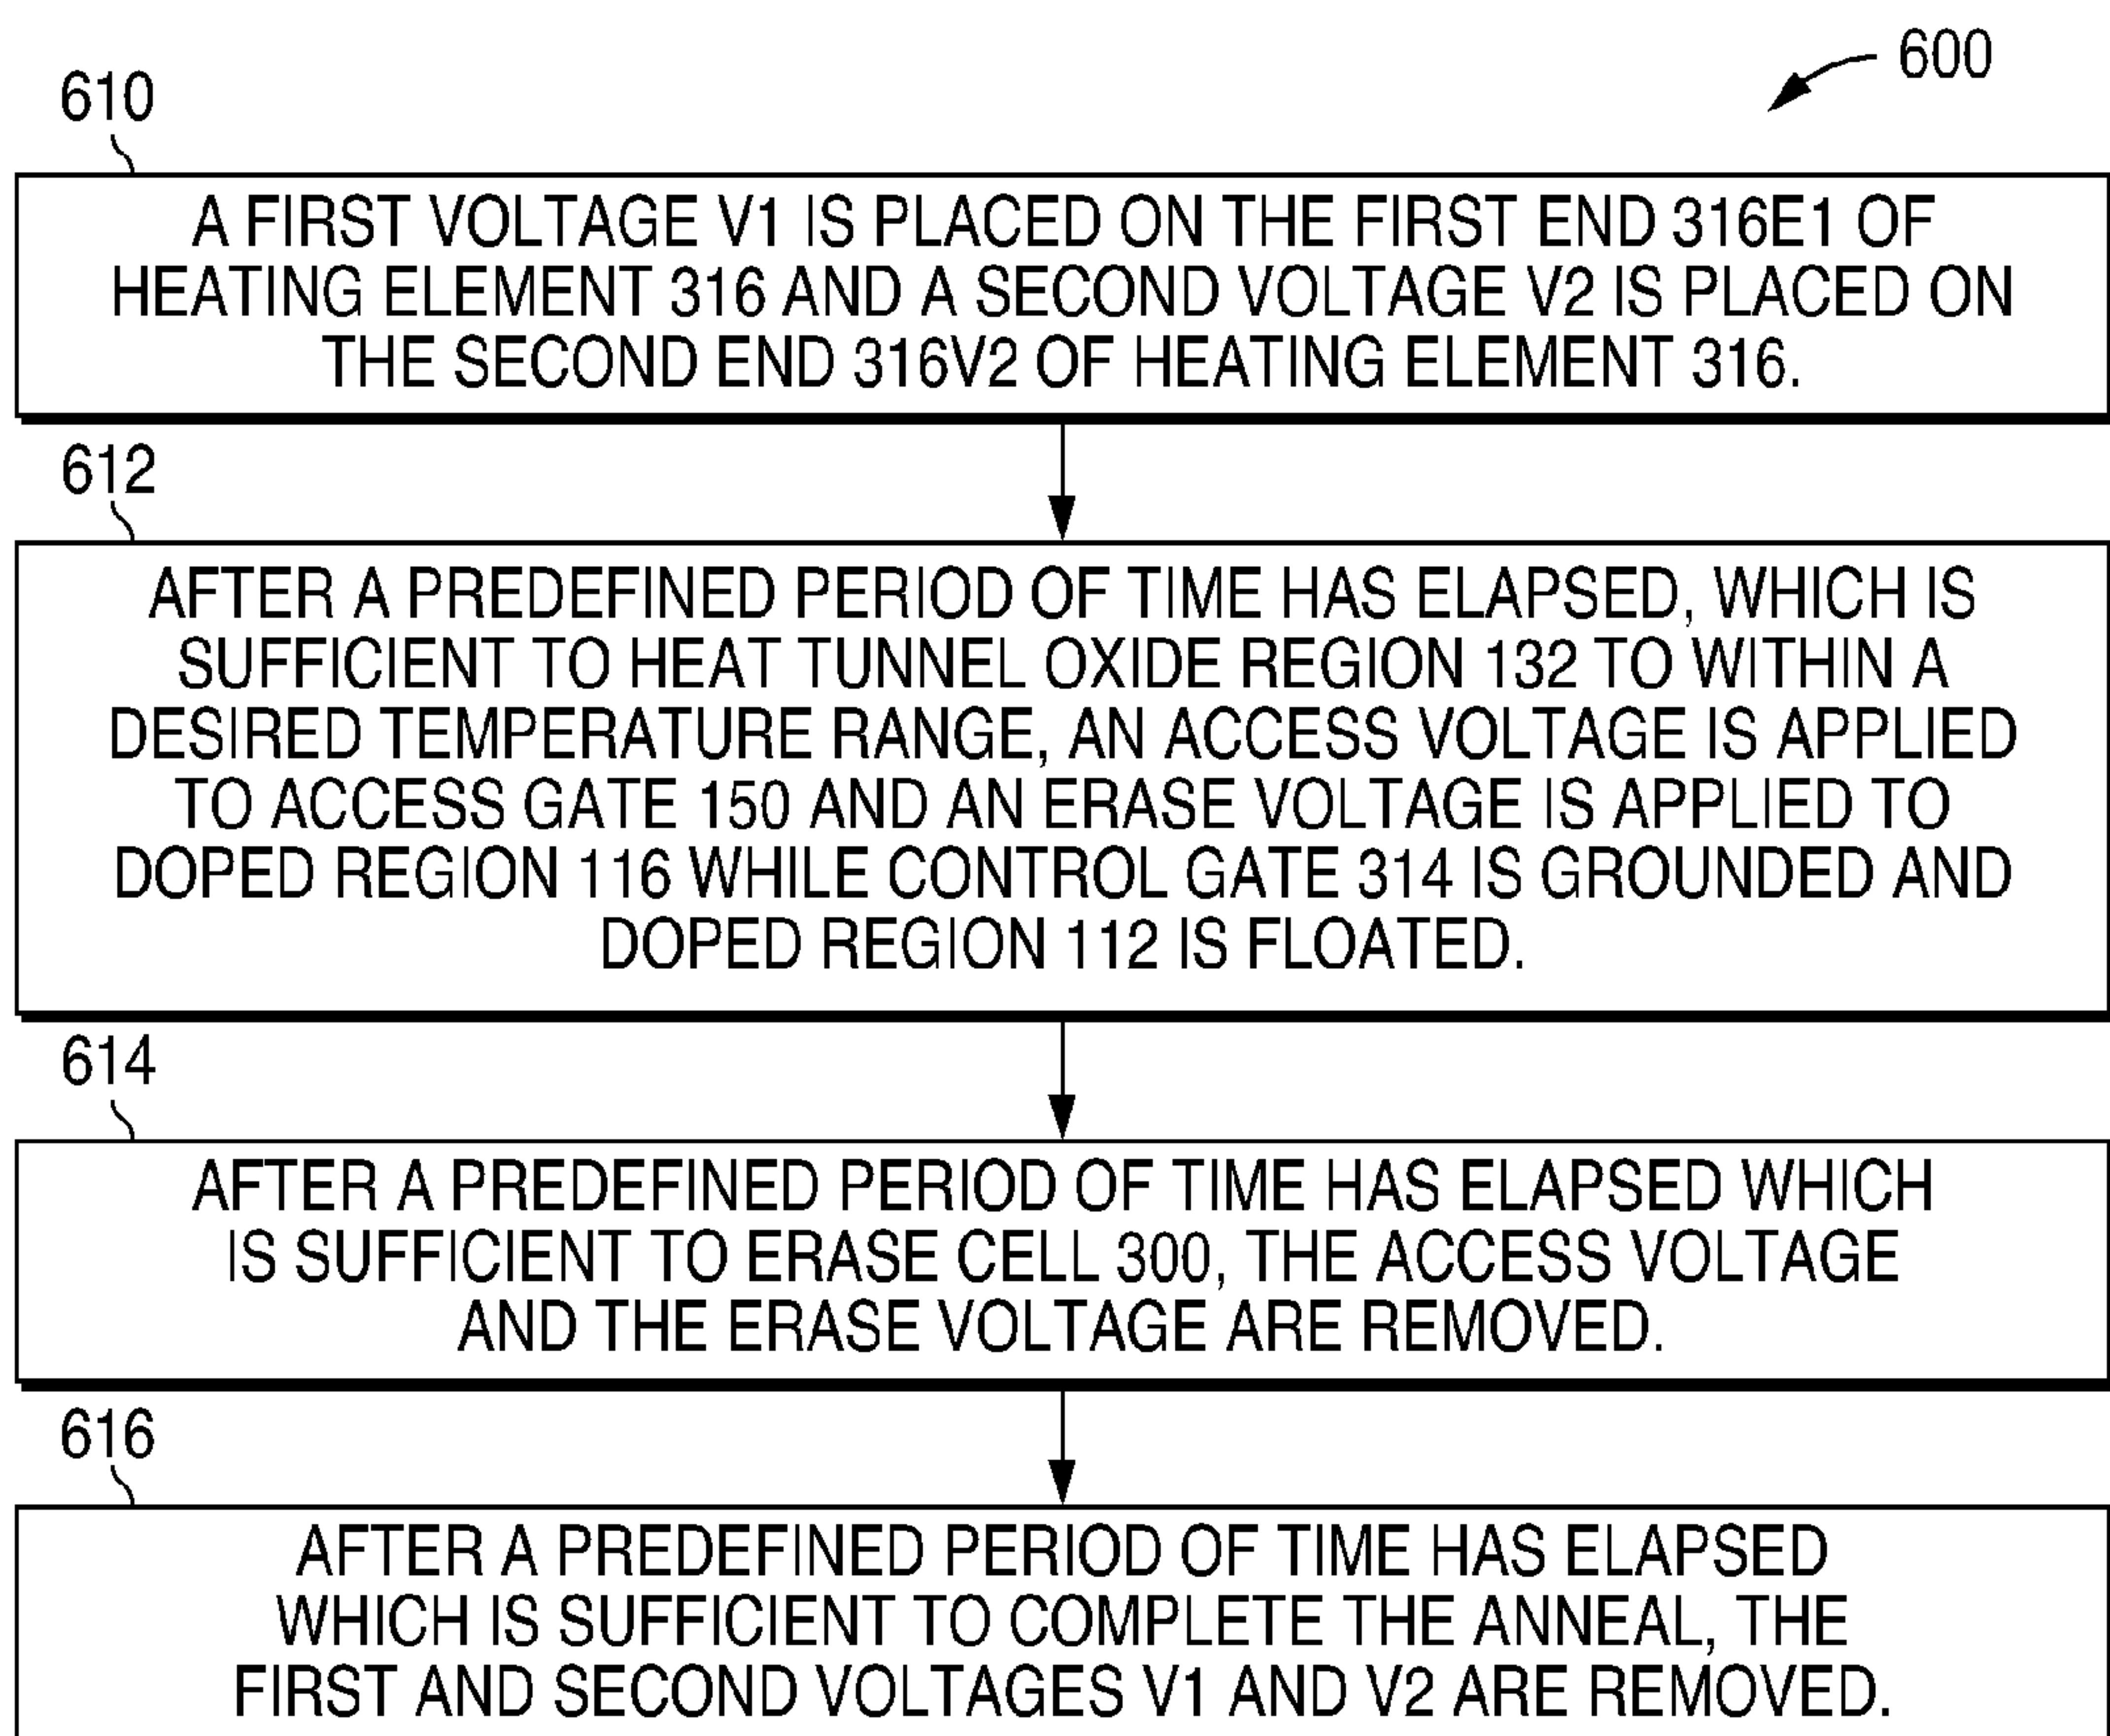 600
610
A FIRST VOLTAGE V1 IS PLACED ON THE FIRST END 316E1 OF
HEATING ELEMENT 316 AND A SECOND VOLTAGE V2 IS PLACED ON
THE SECOND END 316V2 OF HEATING ELEMENT 316.
612
AFTER A PREDEFINED PERIOD OF TIME HAS ELAPSED, WHICH IS
SUFFICIENT TO HEAT TUNNEL OXIDE REGION 132 TO WITHIN A
DESIRED TEMPERATURE RANGE, AN ACCESS VOLTAGE IS APPLIED
TO ACCESS GATE 150 AND AN ERASE VOLTAGE IS APPLIED TO
DOPED REGION 116 WHILE CONTROL GATE 314 IS GROUNDED AND
DOPED REGION 112 IS FLOATED.
614
AFTER A PREDEFINED PERIOD OF TIME HAS ELAPSED WHICH
IS SUFFICIENT TO ERASE CELL 300, THE ACCESS VOLTAGE
AND THE ERASE VOLTAGE ARE REMOVED.
616
AFTER A PREDEFINED PERIOD OF TIME HAS ELAPSED
WHICH IS SUFFICIENT TO COMPLETE THE ANNEAL, THE
FIRST AND SECOND VOLTAGES V1 AND V2 ARE REMOVED.